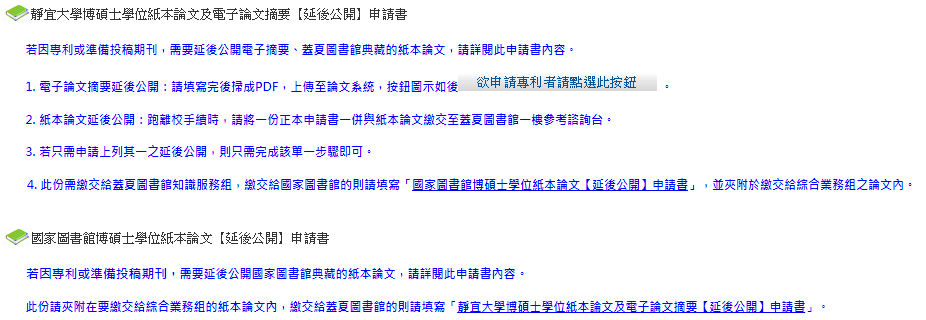 靜宜大學博碩士學位紙本論文及電子論文摘要【延後公開】申請書
若因專利或準備投稿期刊，需要延後公開電子摘要、蓋夏圖書館典藏的紙本論文，請詳閱此申請書內容。
1. 電子論文摘要延後公開：請填寫完後掃成PDF，上傳至論文系統，按鈕圖示如後 欲申請專利者請點選此按鈕 。
2. 紙本論文延後公開：跑離校手續時，請將一份正本申請書一併與紙本論文繳交至蓋夏圖書館一樓參考諮詢台。
3. 若只需申請上列其一之延後公開，則只需完成該單一步驟即可。
4. 此份需繳交給蓋夏圖書館知識服務組，繳交給國家圖書館的則請填寫「國家圖書館博碩士學位紙本論文【延後公開】申請書」，並夾附於繳交給綜合業務組之論文內。
國家圖書館博碩士學位紙本論文【延後公開】申請書
若因專利或準備投稿期刊，需要延後公開國家圖書館典藏的紙本論文，請詳閱此申請書內容。
此份請夾附在要繳交給綜合業務組的紙本論文內，繳交給蓋夏圖書館的則請填寫「靜宜大學博碩士學位紙本論文及電子論文摘要【延後公開】申請書」。